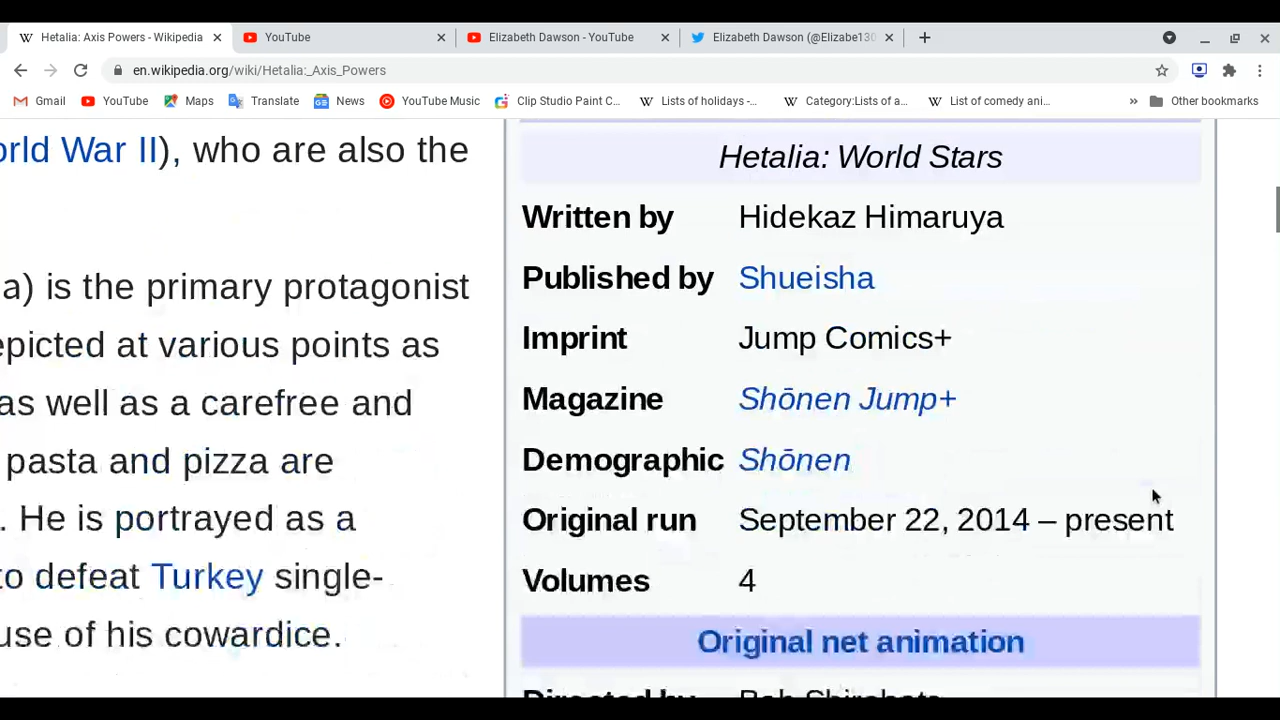 Hetalia: Axis Powers - Wikipedia
YouTube
Elizabeth Dawson - YouTube
Elizabeth Dawson (@Elizabe130
en.wikipedia.org/wiki/Hetalia:_Axis_Powers
Gmail
YouTube
Maps
Translate
News
YouTube Music
Clip Studio Paint C...
Lists of holidays -...
Category:Lists of a...
List of comedy ani...
»
Other bookmarks
orld War II), who are also the
a) is the primary protagonist
epicted at various points as
as well as a carefree and
pasta and pizza are
. He is portrayed as a
to defeat Turkey single-
use of his cowardice.
Hetalia: World Stars
Written by Hidekaz Himaruya
Published by Shueisha
Imprint Jump Comics+
Magazine Shōnen Jump+
Demographic Shōnen
Original run September 22, 2014 – present
Volumes 4
Original net animation
Directed by Bob Shirohata